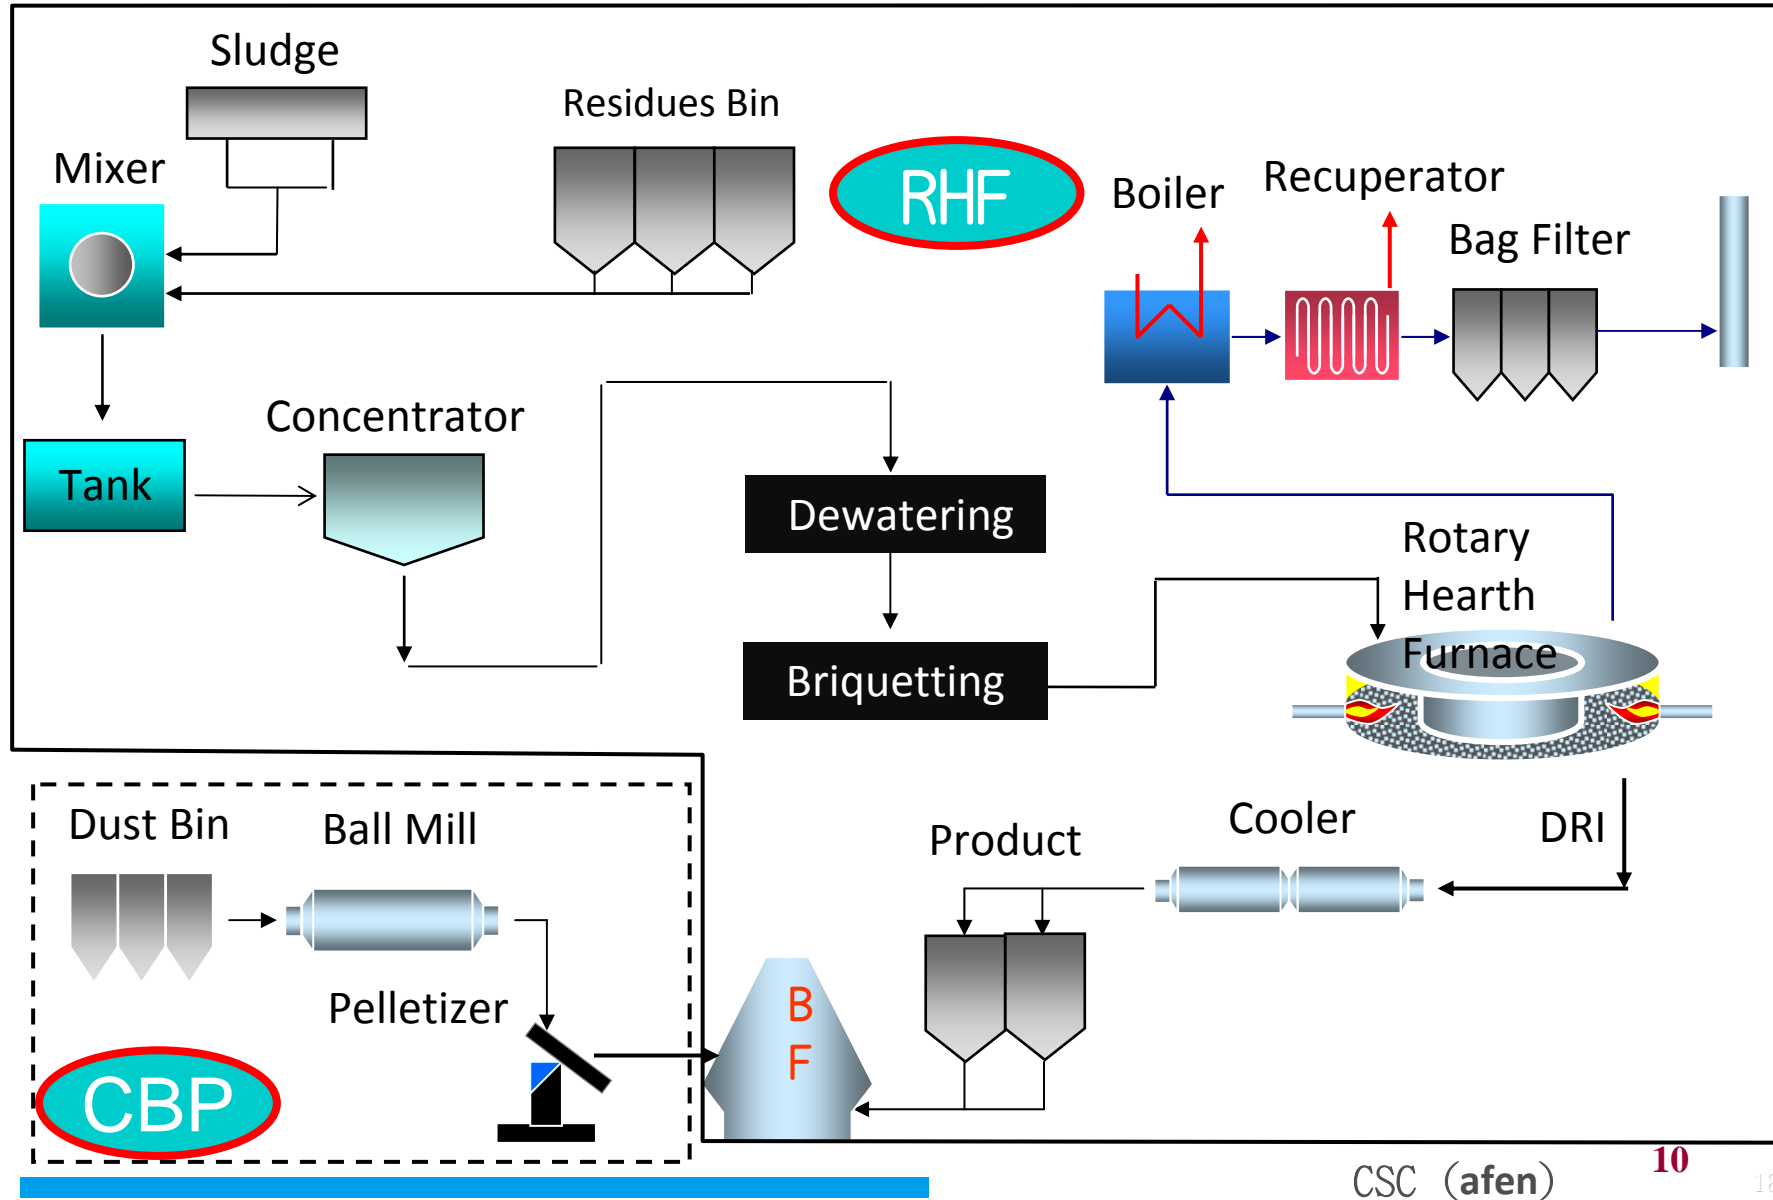 Sludge
Residues Bin
Mixer
RHF
Boiler
Recuperator
Bag Filter
Concentrator
Tank
Dewatering
Rotary
Hearth
Furnace
Briquetting
Dust Bin
Ball Mill
Product
Cooler
DRI
Pelletizer
B
F
CBP
CSC (afen)
10